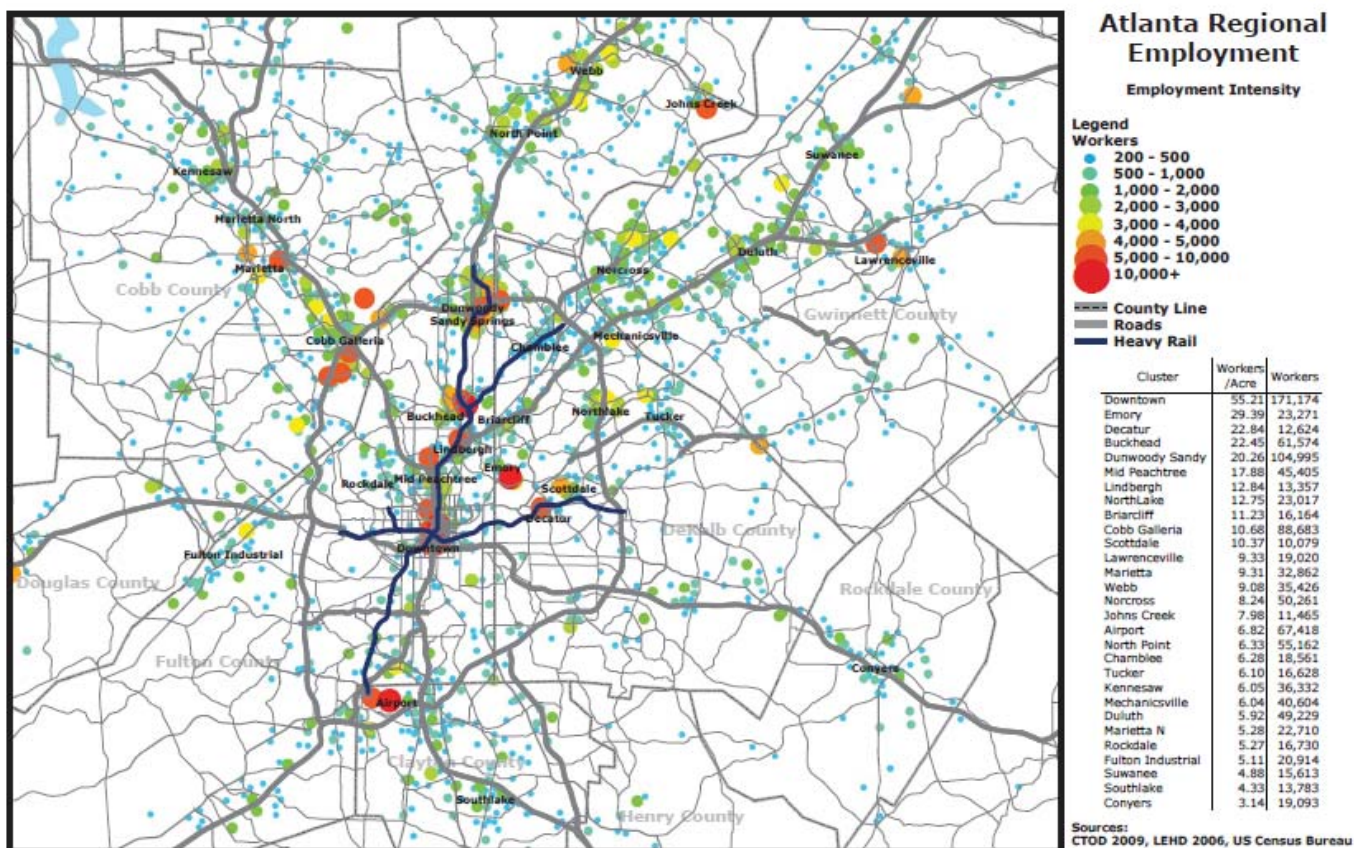 Webb
Johns Creek
North Point
Suwanee
Kennesaw
Marietta North
Duluth
Lawrenceville
Marietta
Norcross
Cobb County
Dunwoody
Sandy Springs
Gwinnett County
Mechanicsville
Cobb Galleria
Chamblee
Buckhead
Briarcliff
Northlake
Tucker
Lindbergh
Emory
Mid Peachtree
Rockdale
Scottdale
Decatur
DeKalb County
Downtown
Fulton Industrial
Douglas County
Rockdale County
Fulton County
Conyers
Airport
Clayton County
Southlake
Henry County
Atlanta Regional
Employment
Employment Intensity
Legend
Workers
200 - 500
500 - 1,000
1,000 - 2,000
2,000 - 3,000
3,000 - 4,000
4,000 - 5,000
5,000 - 10,000
10,000+
County Line
Roads
Heavy Rail
Cluster Workers/Acre Workers
Downtown 55.21 171,174
Emory 29.39 23,271
Decatur 22.84 12,624
Buckhead 22.45 61,574
Dunwoody Sandy 20.26 104,995
Mid Peachtree 17.88 45,405
Lindbergh 12.84 13,357
NorthLake 12.75 23,017
Briarcliff 11.23 16,164
Cobb Galleria 10.68 88,683
Scottdale 10.37 10,079
Lawrenceville 9.33 19,020
Marietta 9.31 32,862
Webb 9.08 35,426
Norcross 8.24 50,261
Johns Creek 7.98 11,465
Airport 6.82 67,418
North Point 6.33 55,162
Chamblee 6.28 18,561
Tucker 6.10 16,628
Kennesaw 6.05 36,332
Mechanicsville 6.04 40,604
Duluth 5.92 49,229
Marietta N 5.28 22,710
Rockdale 5.27 16,730
Fulton Industrial 5.11 20,914
Suwanee 4.88 15,613
Southlake 4.33 13,783
Conyers 3.14 19,093
Sources:
CTOD 2009, LEHD 2006, US Census Bureau